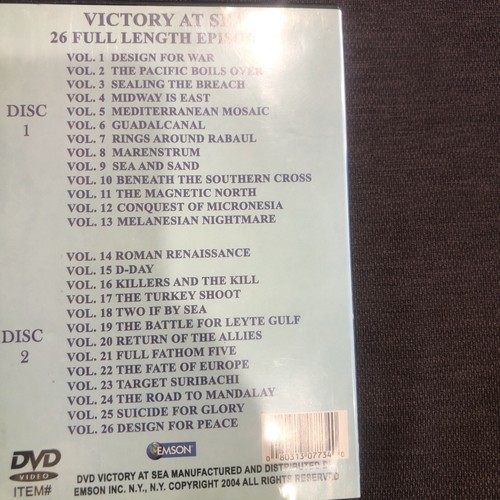 VICTORY AT SEA
26 FULL LENGTH
DISC
1
VOL. 1 DESIGN FOR WAR
VOL. 2 THE PACIFIC BOILS OVER
VOL. 3 SEALING THE BREACH
VOL. 4 MIDWAY IS EAST
VOL. 5 MEDITERRANEAN MOSAIC
VOL. 6 GUADALCANAL
VOL. 7 RINGS AROUND RABAUL
VOL. 8 MARENSTRUM
VOL. 9 SEA AND SAND
VOL. 10 BENEATH THE SOUTHERN CROSS
VOL. 11 THE MAGNETIC NORTH
VOL. 12 CONQUEST OF MICRONESIA
VOL. 13 MELANESIAN NIGHTMARE
DISC
2
VOL. 14 ROMAN RENAISSANCE
VOL. 15 D-DAY
VOL. 16 KILLERS AND THE KILL
VOL. 17 THE TURKEY SHOOT
VOL. 18 TWO IF BY SEA
VOL. 19 THE BATTLE FOR LEYTE GULF
VOL. 20 RETURN OF THE ALLIES
VOL. 21 FULL FATHOM FIVE
VOL. 22 THE FATE OF EUROPE
VOL. 23 TARGET SURIBACHI
VOL. 24 THE ROAD TO MANDALAY
VOL. 25 SUICIDE FOR GLORY
VOL. 26 DESIGN FOR PEACE
EMSON
0 80313 07734 0
DVD
VIDEO
ITEM#
DVD VICTORY AT SEA MANUFACTURED AND DISTRIBUTED
EMSON INC. N.Y., N.Y. COPYRIGHT 2004 ALL RIGHTS RESERVED